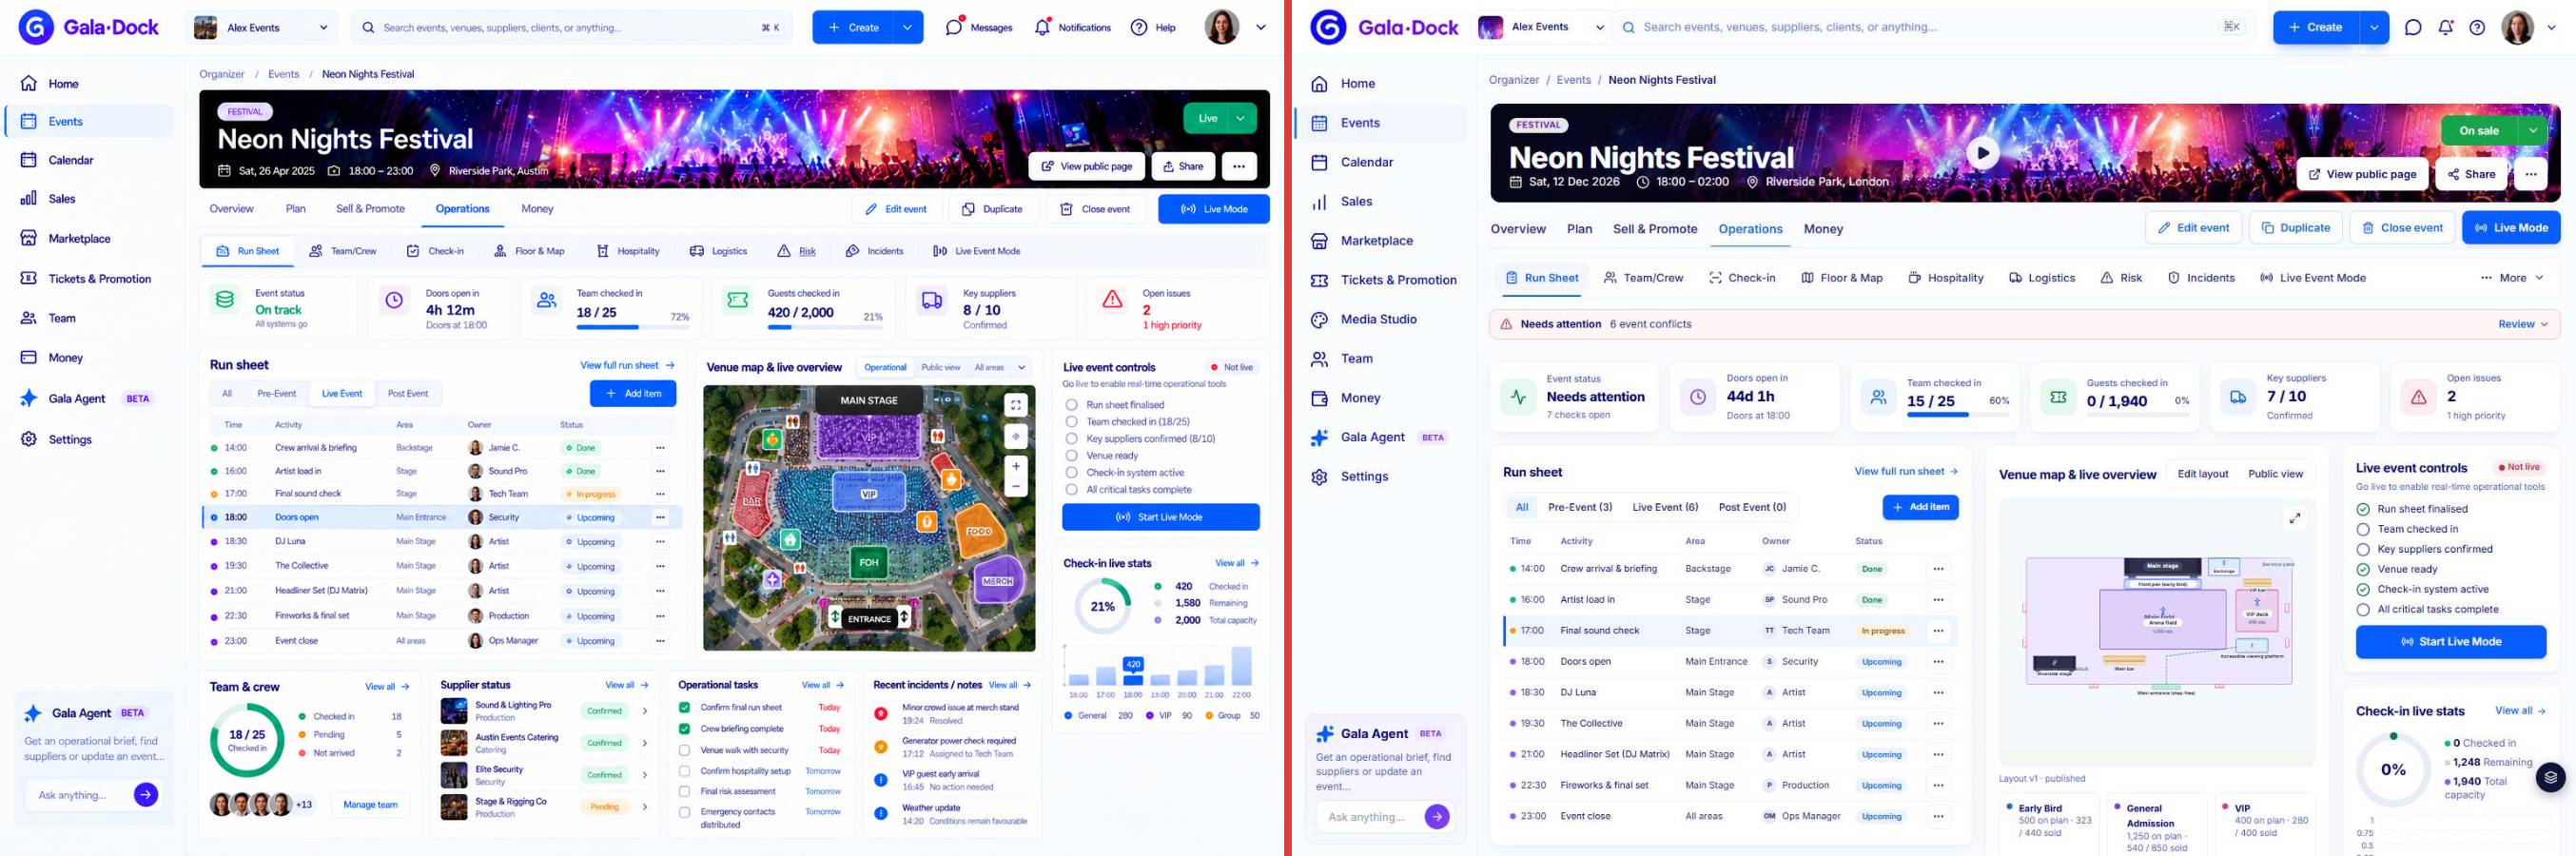 Gala·Dock
Alex Events
Search events, venues, suppliers, clients, or anything...
⌘ K
+ Create
Messages
Notifications
Help
Home
Events
Calendar
Sales
Marketplace
Tickets & Promotion
Team
Money
Gala Agent BETA
Settings
Gala Agent BETA
Get an operational brief, find
suppliers or update an event...
Ask anything...
Organizer / Events / Neon Nights Festival
FESTIVAL
Neon Nights Festival
Sat, 26 Apr 2025 18:00 – 23:00 Riverside Park, Austin
Live
View public page
Share
Overview Plan Sell & Promote Operations Money
Edit event Duplicate Close event Live Mode
Run Sheet Team/Crew Check-in Floor & Map Hospitality Logistics Risk Incidents Live Event Mode
Event status
On track
All systems go
Doors open in
4h 12m
Doors at 18:00
Team checked in
18 / 25 72%
Guests checked in
420 / 2,000 21%
Key suppliers
8 / 10
Confirmed
Open issues
2
1 high priority
Run sheet View full run sheet →
All Pre-Event Live Event Post Event + Add item
Time Activity Area Owner Status
14:00 Crew arrival & briefing Backstage Jamie C. Done
16:00 Artist load in Stage Sound Pro Done
17:00 Final sound check Stage Tech Team In progress
18:00 Doors open Main Entrance Security Upcoming
18:30 DJ Luna Main Stage Artist Upcoming
19:30 The Collective Main Stage Artist Upcoming
21:00 Headliner Set (DJ Matrix) Main Stage Artist Upcoming
22:30 Fireworks & final set Main Stage Production Upcoming
23:00 Event close All areas Ops Manager Upcoming
Venue map & live overview Operational Public view All areas
MAIN STAGE
VIP
BAR
VIP
FOOD
FOH
MERCH
ENTRANCE
Live event controls Not live
Go live to enable real-time operational tools
Run sheet finalised
Team checked in (18/25)
Key suppliers confirmed (8/10)
Venue ready
Check-in system active
All critical tasks complete
Start Live Mode
Check-in live stats View all →
21%
420 Checked in
1,580 Remaining
2,000 Total capacity
420
16:00 17:00 18:00 19:00 20:00 21:00 22:00
General 280 VIP 90 Group 50
Team & crew View all →
18 / 25
Checked in
Checked in 18
Pending 5
Not arrived 2
+13
Manage team
Supplier status View all →
Sound & Lighting Pro
Production
Confirmed
Austin Events Catering
Catering
Confirmed
Elite Security
Security
Confirmed
Stage & Rigging Co
Production
Pending
Operational tasks View all →
Confirm final run sheet Today
Crew briefing complete Today
Venue walk with security Today
Confirm hospitality setup Tomorrow
Final risk assessment Tomorrow
Emergency contacts
distributed
Tomorrow
Recent incidents / notes View all →
Minor crowd issue at merch stand
19:24 Resolved
Generator power check required
17:12 Assigned to Tech Team
VIP guest early arrival
16:45 No action needed
Weather update
14:20 Conditions remain favourable
Gala·Dock
Alex Events
Search events, venues, suppliers, clients, or anything...
⌘K
+ Create
Home
Events
Calendar
Sales
Marketplace
Tickets & Promotion
Media Studio
Team
Money
Gala Agent BETA
Settings
Gala Agent BETA
Get an operational brief, find
suppliers or update an
event...
Ask anything...
Organizer / Events / Neon Nights Festival
FESTIVAL
Neon Nights Festival
Sat, 12 Dec 2026 18:00 – 02:00 Riverside Park, London
On sale
View public page
Share
Overview Plan Sell & Promote Operations Money
Edit event Duplicate Close event Live Mode
Run Sheet Team/Crew Check-in Floor & Map Hospitality Logistics Risk Incidents Live Event Mode ··· More
Needs attention 6 event conflicts Review
Event status
Needs attention
7 checks open
Doors open in
44d 1h
Doors at 18:00
Team checked in
15 / 25 60%
Guests checked in
0 / 1,940 0%
Key suppliers
7 / 10
Confirmed
Open issues
2
1 high priority
Run sheet View full run sheet →
All Pre-Event (3) Live Event (6) Post Event (0) + Add item
Time Activity Area Owner Status
14:00 Crew arrival & briefing Backstage JC Jamie C. Done
16:00 Artist load in Stage SP Sound Pro Done
17:00 Final sound check Stage TT Tech Team In progress
18:00 Doors open Main Entrance S Security Upcoming
18:30 DJ Luna Main Stage A Artist Upcoming
19:30 The Collective Main Stage A Artist Upcoming
21:00 Headliner Set (DJ Matrix) Main Stage A Artist Upcoming
22:30 Fireworks & final set Main Stage P Production Upcoming
23:00 Event close All areas OM Ops Manager Upcoming
Venue map & live overview Edit layout Public view
Main stage
Backstage
Service yard
Front pen (early bird)
VIP bar
Arena field
VIP deck
Accessible viewing platform
Riverside stage
Main bar
Main entrance (step free)
Layout v1 · published
Early Bird
500 on plan · 323
/ 440 sold
General
Admission
1,250 on plan ·
540 / 850 sold
VIP
400 on plan · 280
/ 400 sold
Live event controls Not live
Go live to enable real-time operational tools
Run sheet finalised
Team checked in
Key suppliers confirmed
Venue ready
Check-in system active
All critical tasks complete
Start Live Mode
Check-in live stats View all →
0%
0 Checked in
1,248 Remaining
1,940 Total
capacity
1
0.75
0.5